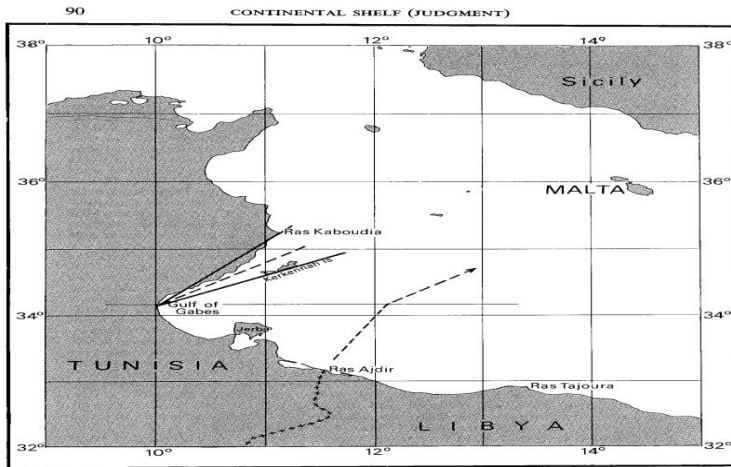 90 CONTINENTAL SHELF (JUDGMENT)
10° 12° 14°
38° 38°
Sicily
36° MALTA 36°
Ras Kaboudia
Kerkennah Is
Gulf of
Gabes
34° 34°
Jerba
TUNISIA Ras Ajdir
Ras Tajoura
LIBYA
32° 32°
10° 12° 14°